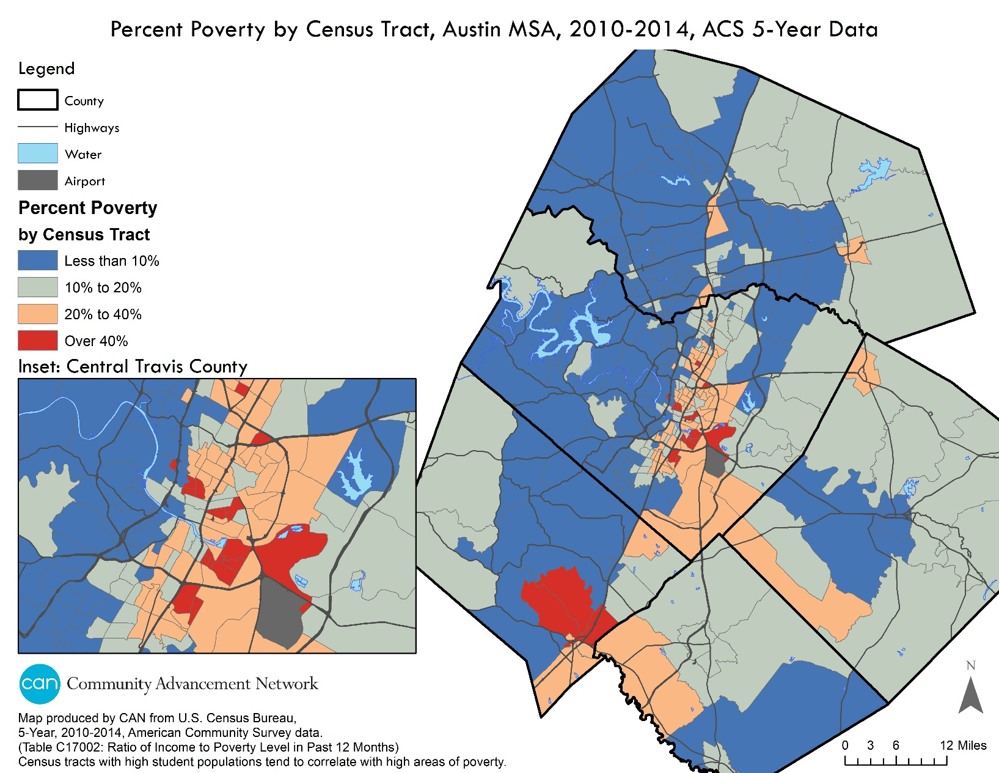 Percent Poverty by Census Tract, Austin MSA, 2010-2014, ACS 5-Year Data
Legend
County
Highways
Water
Airport
Percent Poverty
by Census Tract
Less than 10%
10% to 20%
20% to 40%
Over 40%
Inset: Central Travis County
can Community Advancement Network
Map produced by CAN from U.S. Census Bureau,
5-Year, 2010-2014, American Community Survey data.
(Table C17002: Ratio of Income to Poverty Level in Past 12 Months)
Census tracts with high student populations tend to correlate with high areas of poverty.
N
0 3 6 12 Miles